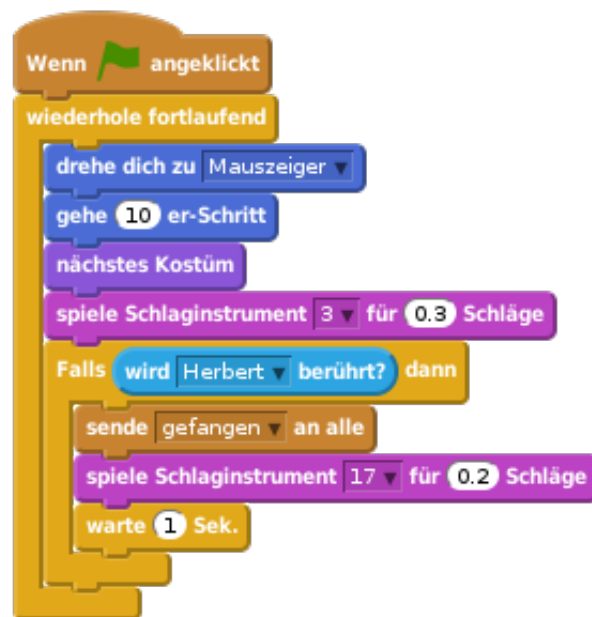 Wenn angeklickt
wiederhole fortlaufend
drehe dich zu Mauszeiger
gehe 10 er-Schritt
nächstes Kostüm
spiele Schlaginstrument 3 für 0.3 Schläge
Falls wird Herbert berührt? dann
sende gefangen an alle
spiele Schlaginstrument 17 für 0.2 Schläge
warte 1 Sek.